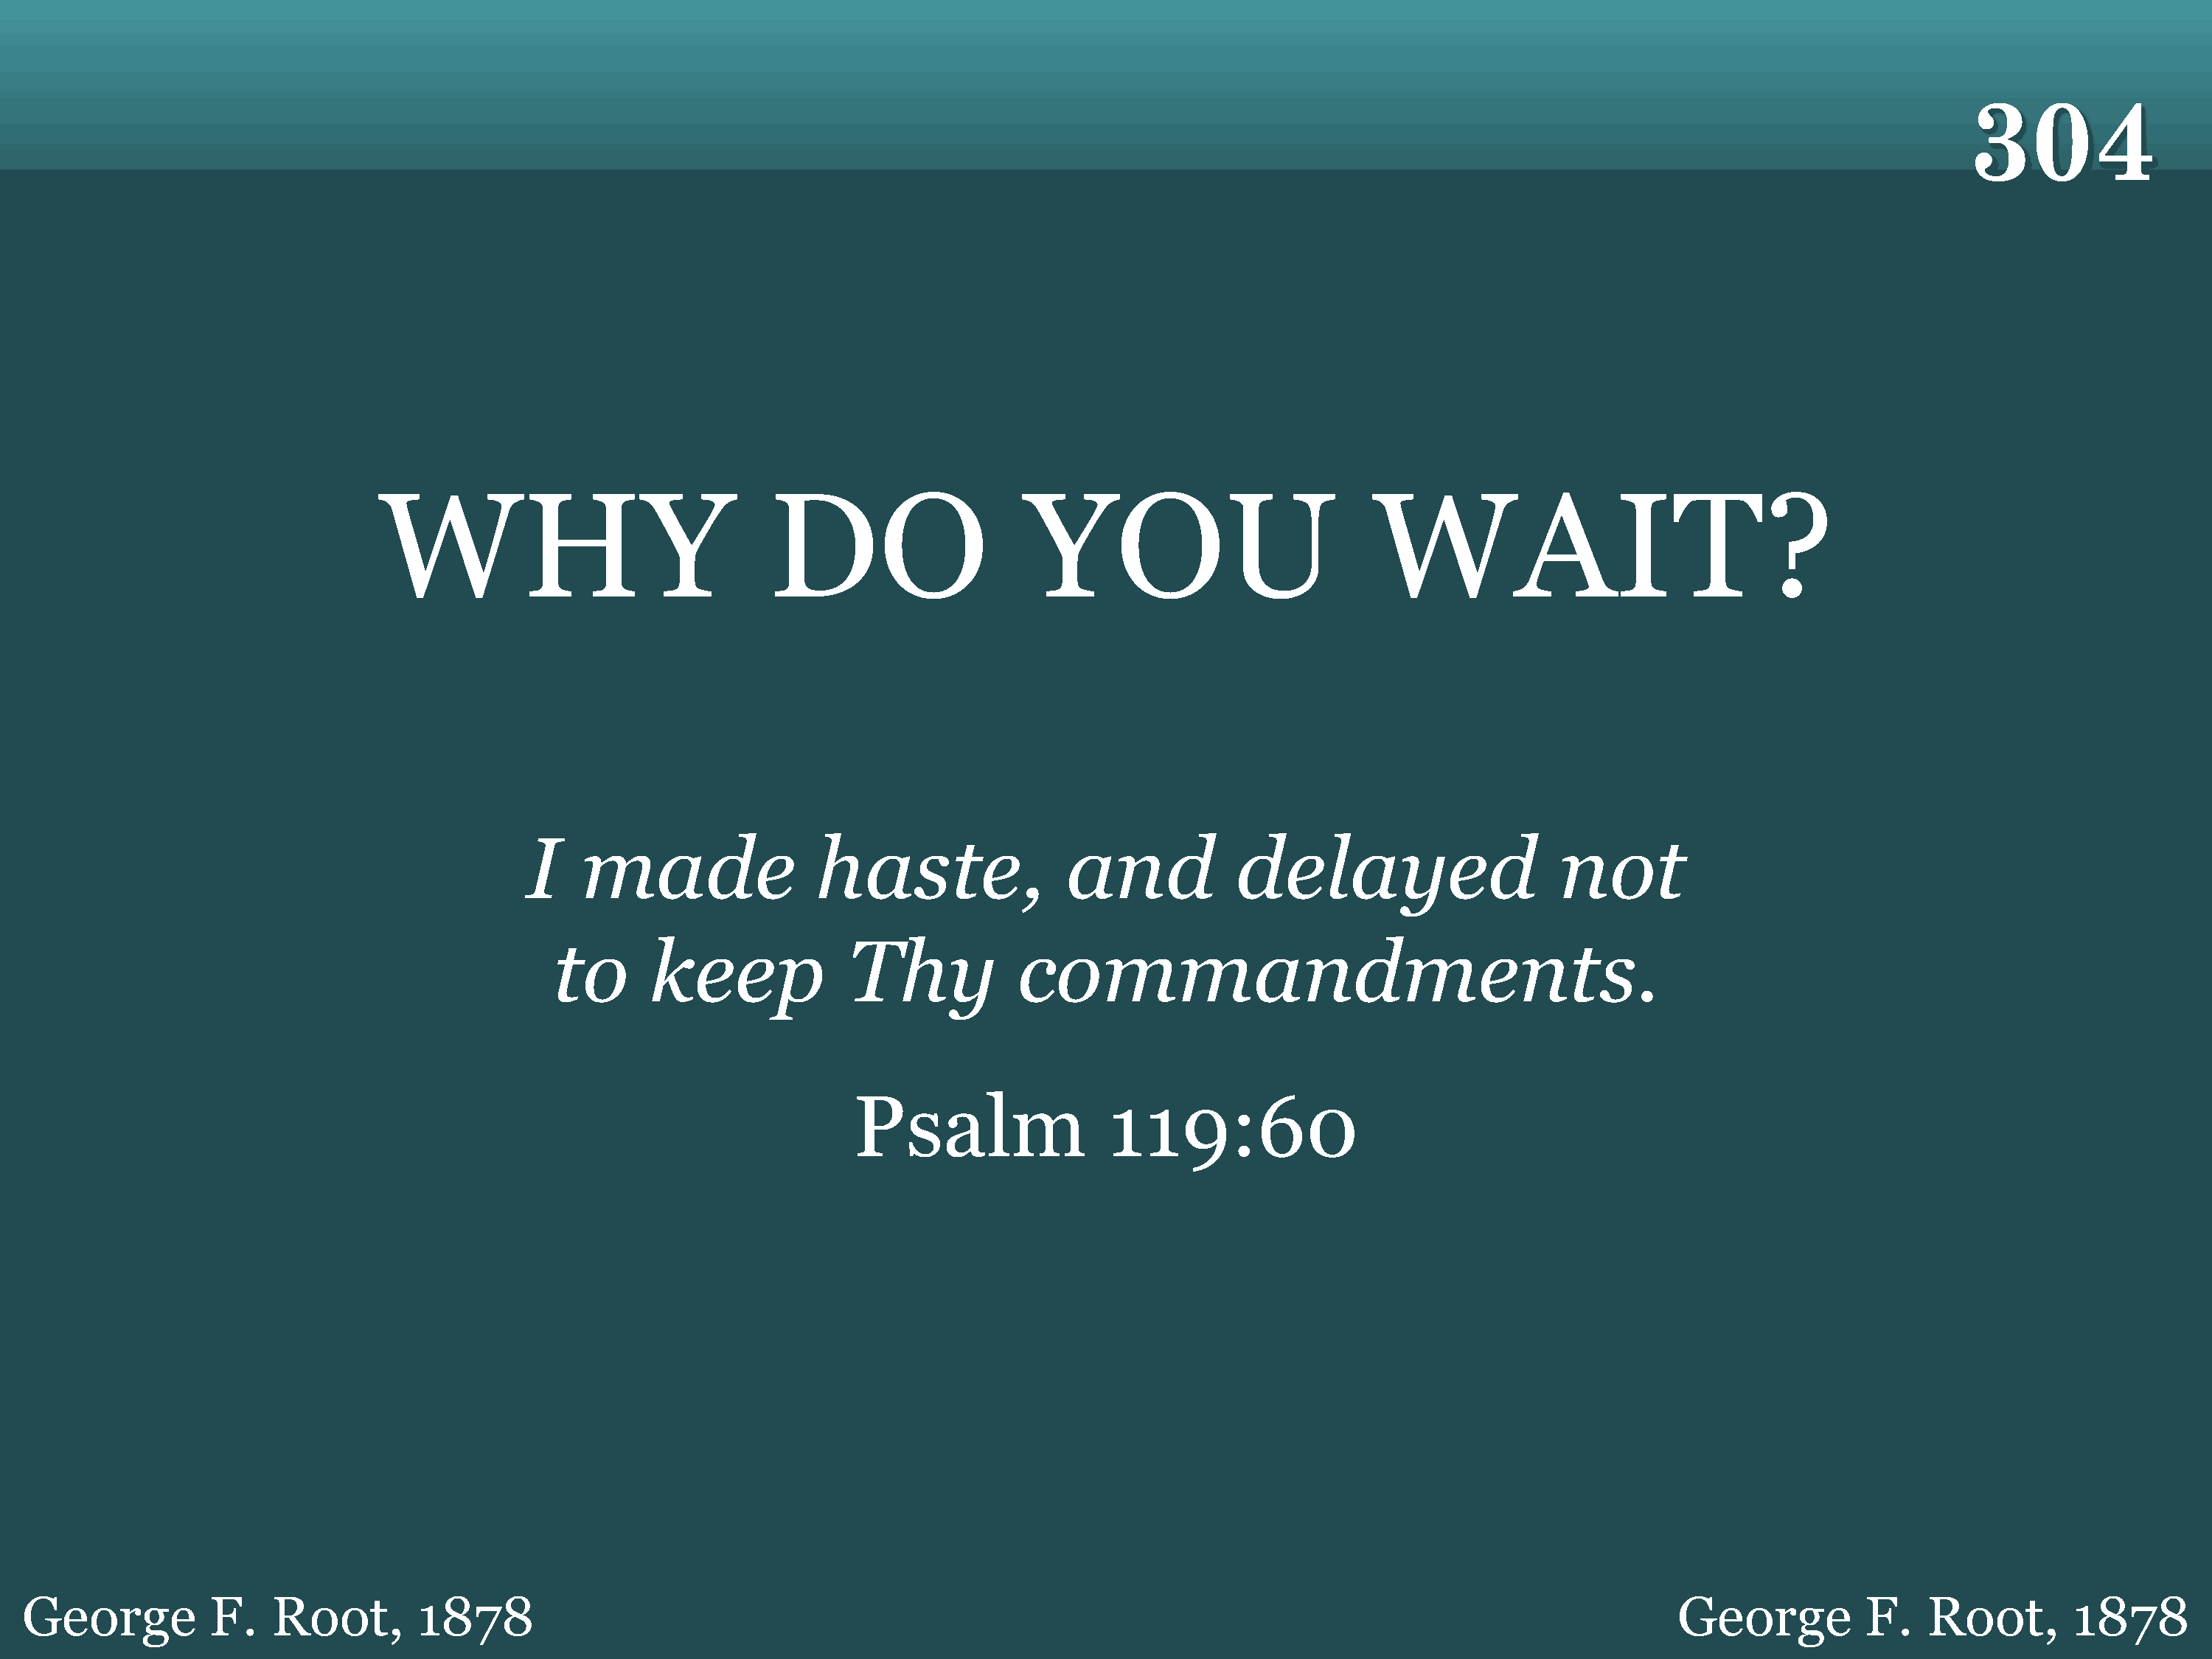 304
WHY DO YOU WAIT?
I made haste, and delayed not
to keep Thy commandments.
Psalm 119:60
George F. Root, 1878
George F. Root, 1878